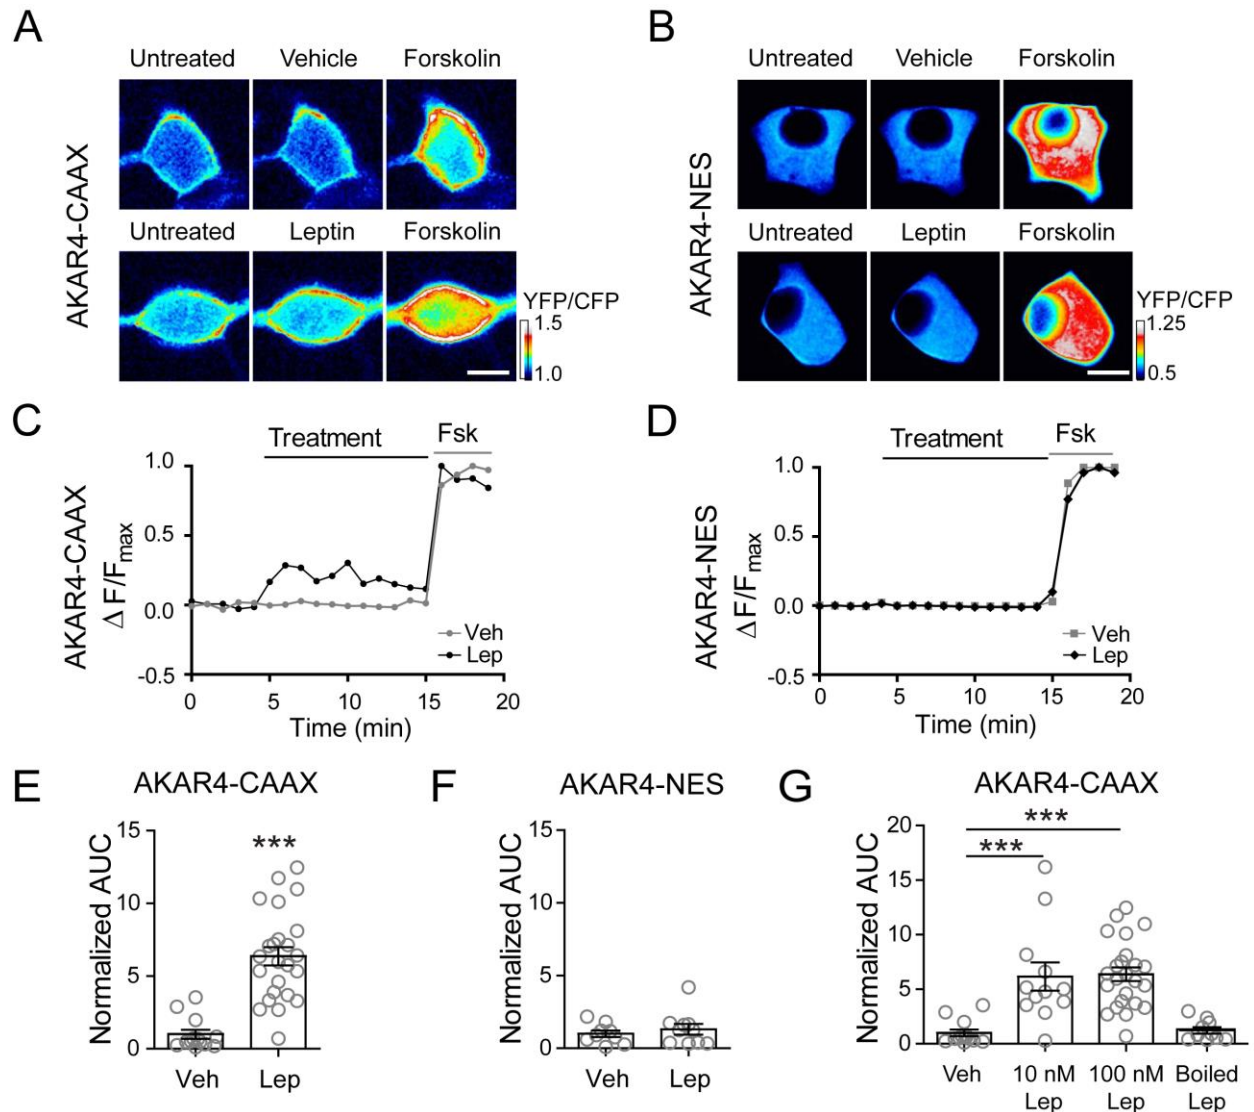 A
Untreated Vehicle Forskolin
AKAR4-CAAX
Untreated Leptin Forskolin
YFP/CFP
1.5
1.0
B
Untreated Vehicle Forskolin
AKAR4-NES
Untreated Leptin Forskolin
YFP/CFP
1.25
0.5
C
Treatment Fsk
AKAR4-CAAX
Δ F/Fmax
1.0
0.5
0.0
-0.5
Veh
Lep
0 5 10 15 20
Time (min)
D
Treatment Fsk
AKAR4-NES
Δ F/Fmax
1.0
0.5
0.0
-0.5
Veh
Lep
0 5 10 15 20
Time (min)
E
AKAR4-CAAX
Normalized AUC
15
10
5
0
***
Veh Lep
F
AKAR4-NES
Normalized AUC
15
10
5
0
Veh Lep
G
AKAR4-CAAX
Normalized AUC
20
15
10
5
0
***
***
Veh 10 nM 100 nM Boiled
Lep Lep Lep